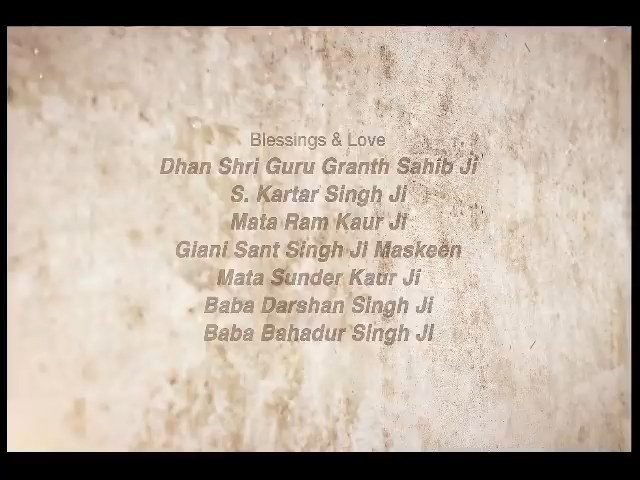 Blessings & Love
Dhan Shri Guru Granth Sahib Ji
S. Kartar Singh Ji
Mata Ram Kaur Ji
Giani Sant Singh Ji Maskeen
Mata Sunder Kaur Ji
Baba Darshan Singh Ji
Baba Bahadur Singh JI